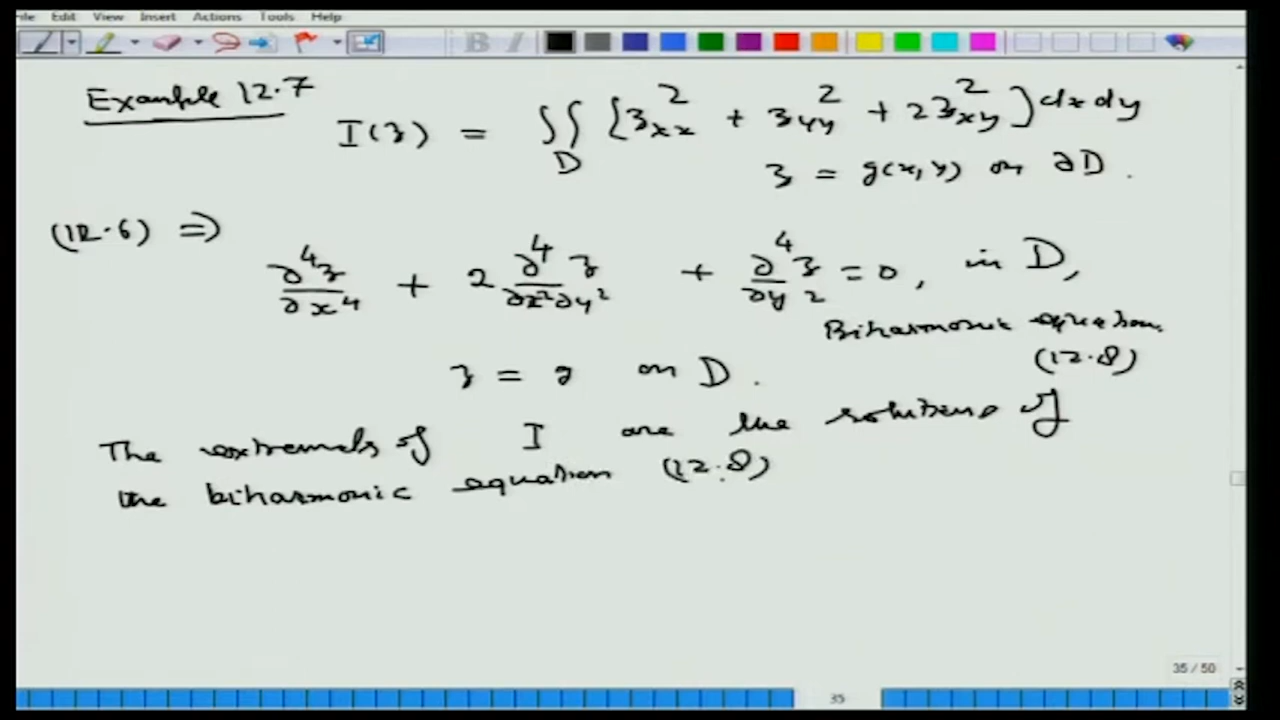 File Edit View Insert Actions Tools Help
B I
Example 12.7
I(z) = ∬_D {z_xx^2 + z_yy^2 + 2z_xy^2} dx dy
z = g(x,y) on ∂D.
(12.6) ⇒
∂^4z/∂x^4 + 2 ∂^4z/∂x^2∂y^2 + ∂^4z/∂y^2 = 0, in D,
Biharmonic equation
(12.8)
z = g on D.
The extremals of I are the solutions of
the biharmonic equation (12.8)
35 / 50
35